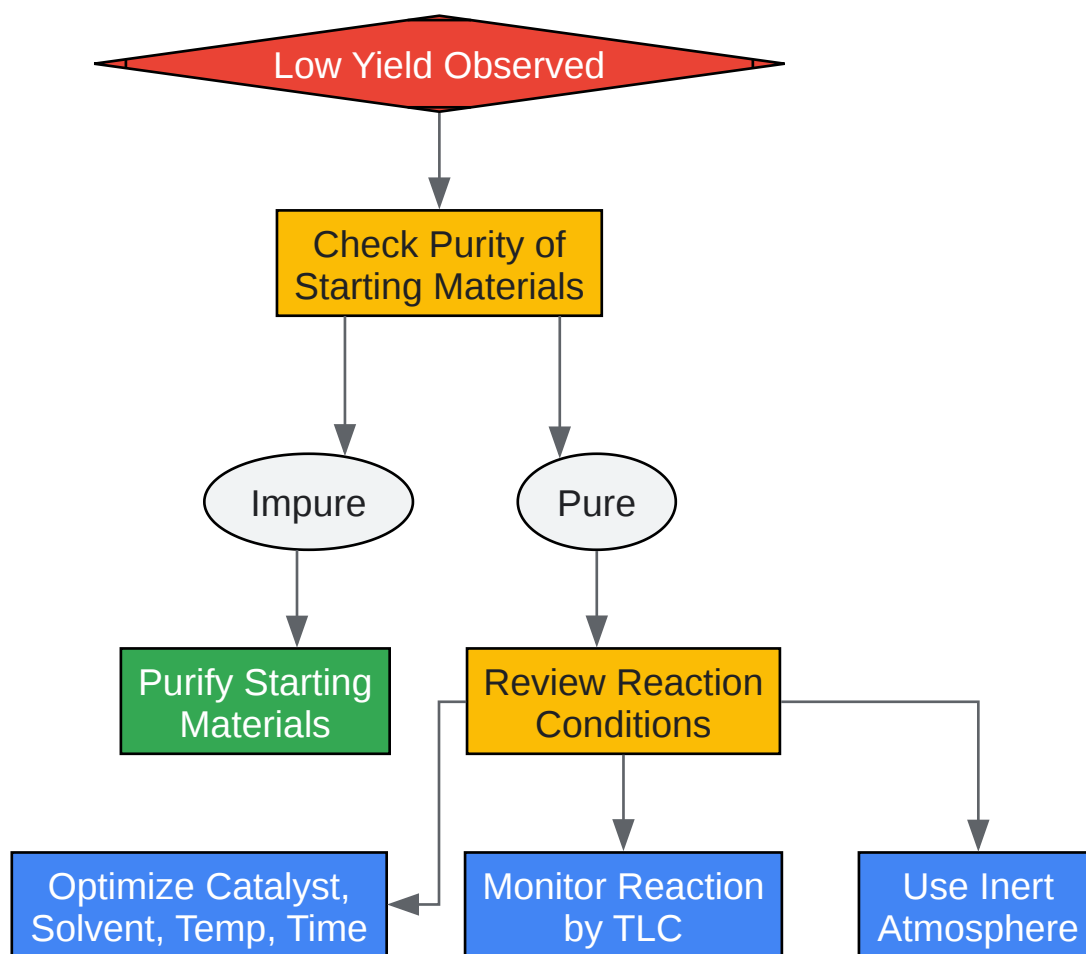 Low Yield Observed
Check Purity of
Starting Materials
Impure
Pure
Purify Starting
Materials
Review Reaction
Conditions
Optimize Catalyst,
Solvent, Temp, Time
Monitor Reaction
by TLC
Use Inert
Atmosphere